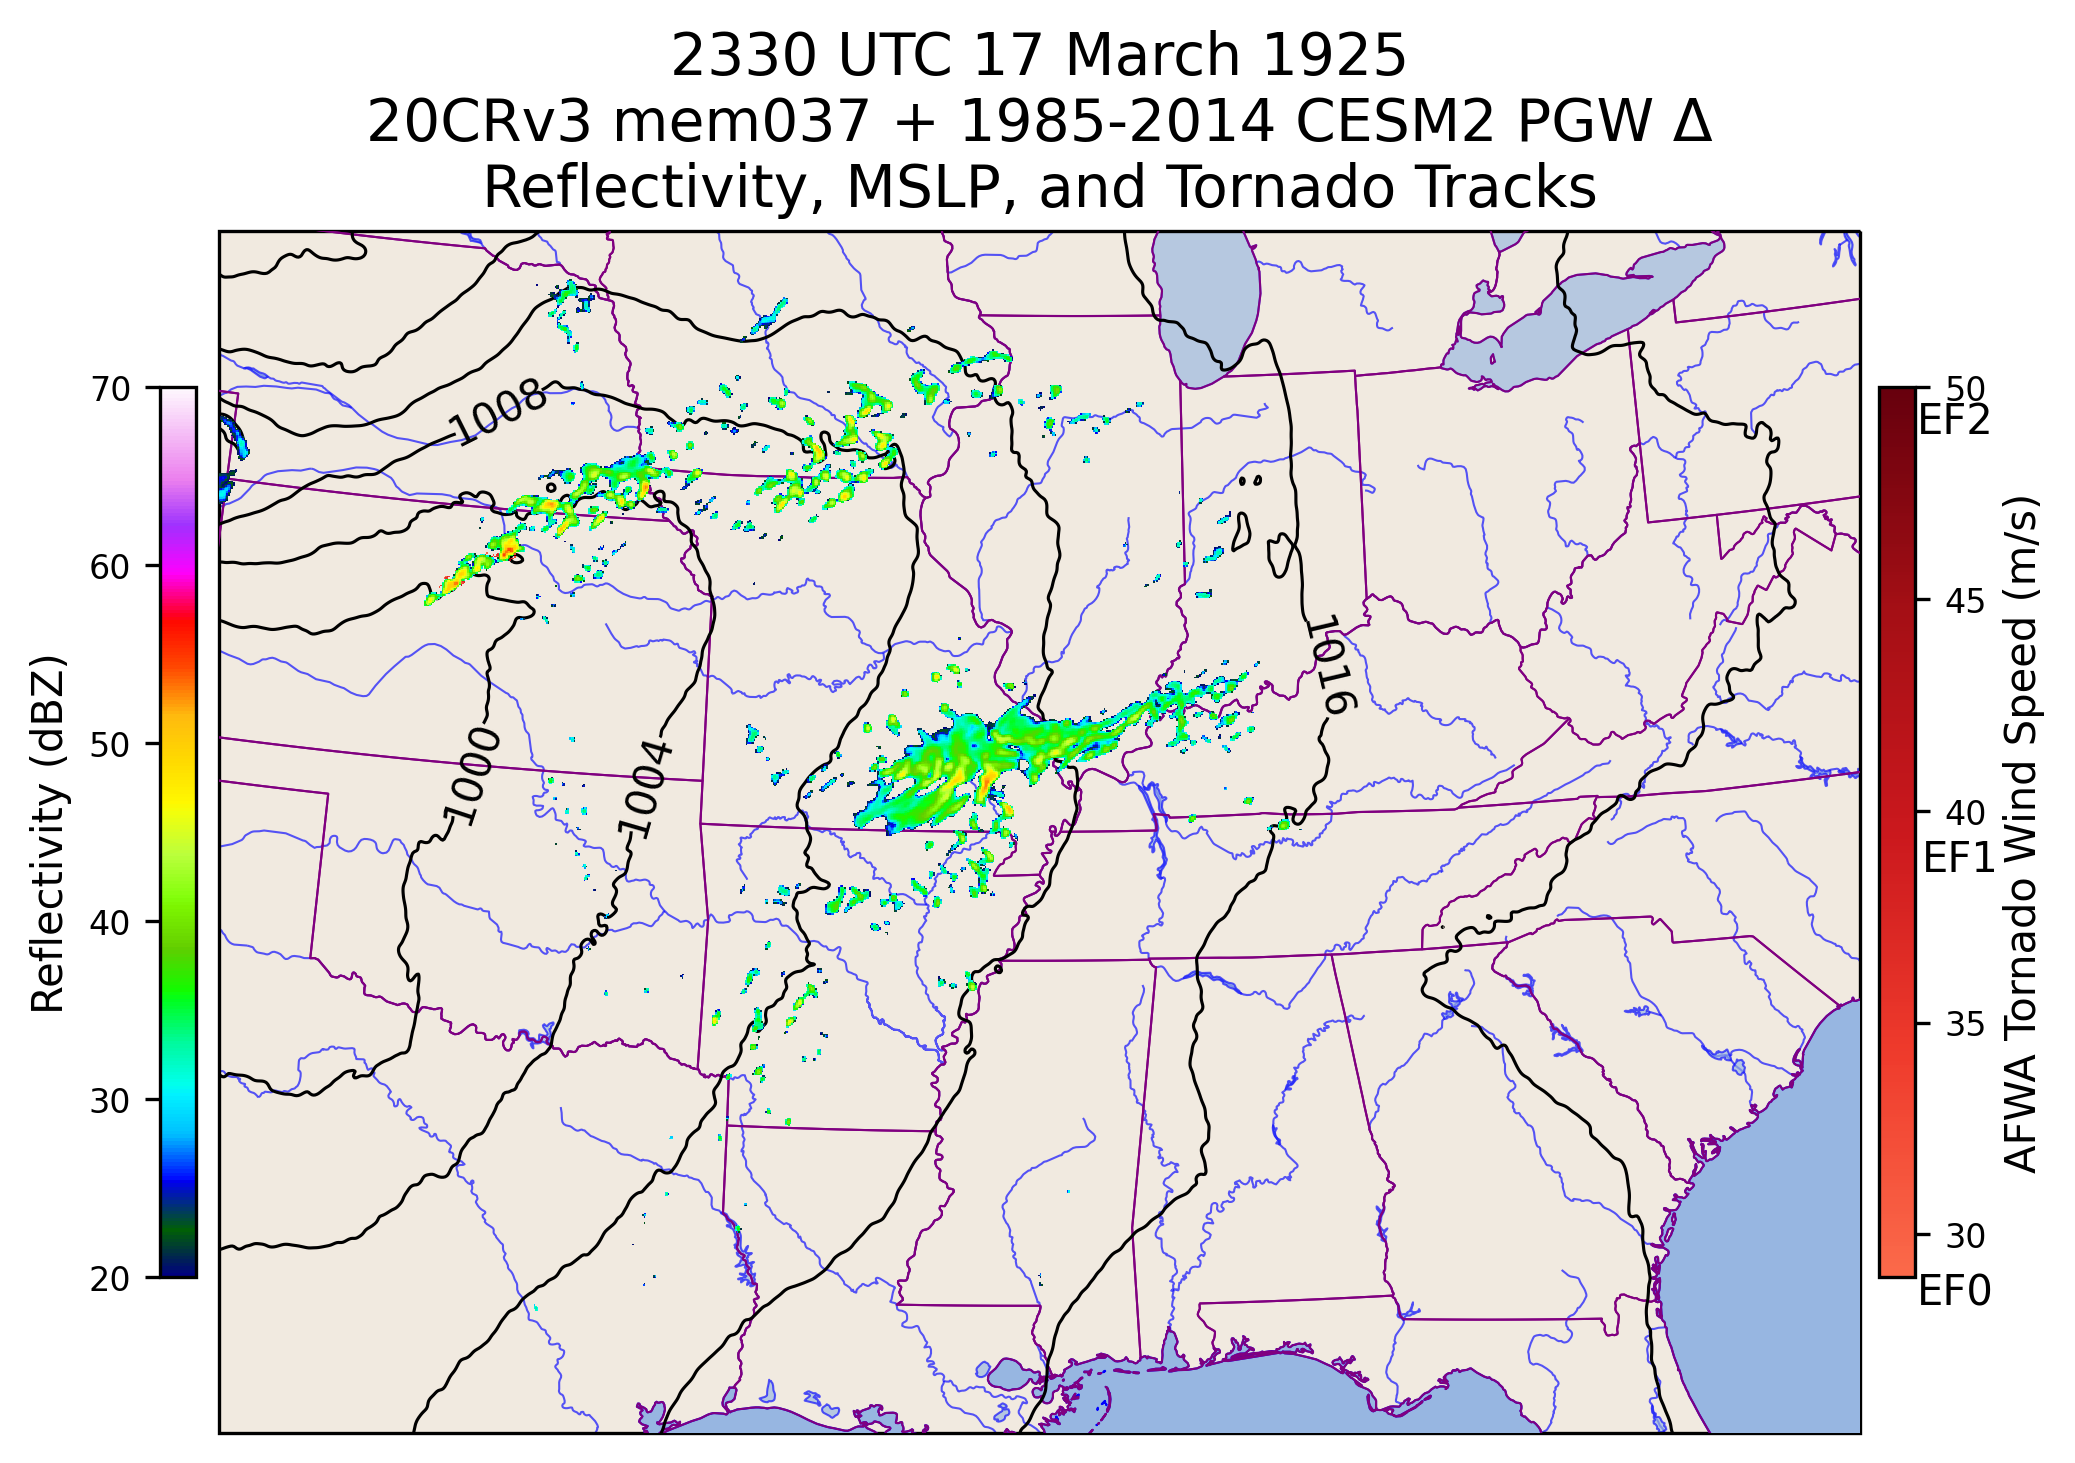 2330 UTC 17 March 1925
20CRv3 mem037 + 1985-2014 CESM2 PGW Δ
Reflectivity, MSLP, and Tornado Tracks
Reflectivity (dBZ)
70
60
50
40
30
20
1008
1000
1004
1016
50
EF2
45
40
EF1
35
30
EF0
AFWA Tornado Wind Speed (m/s)